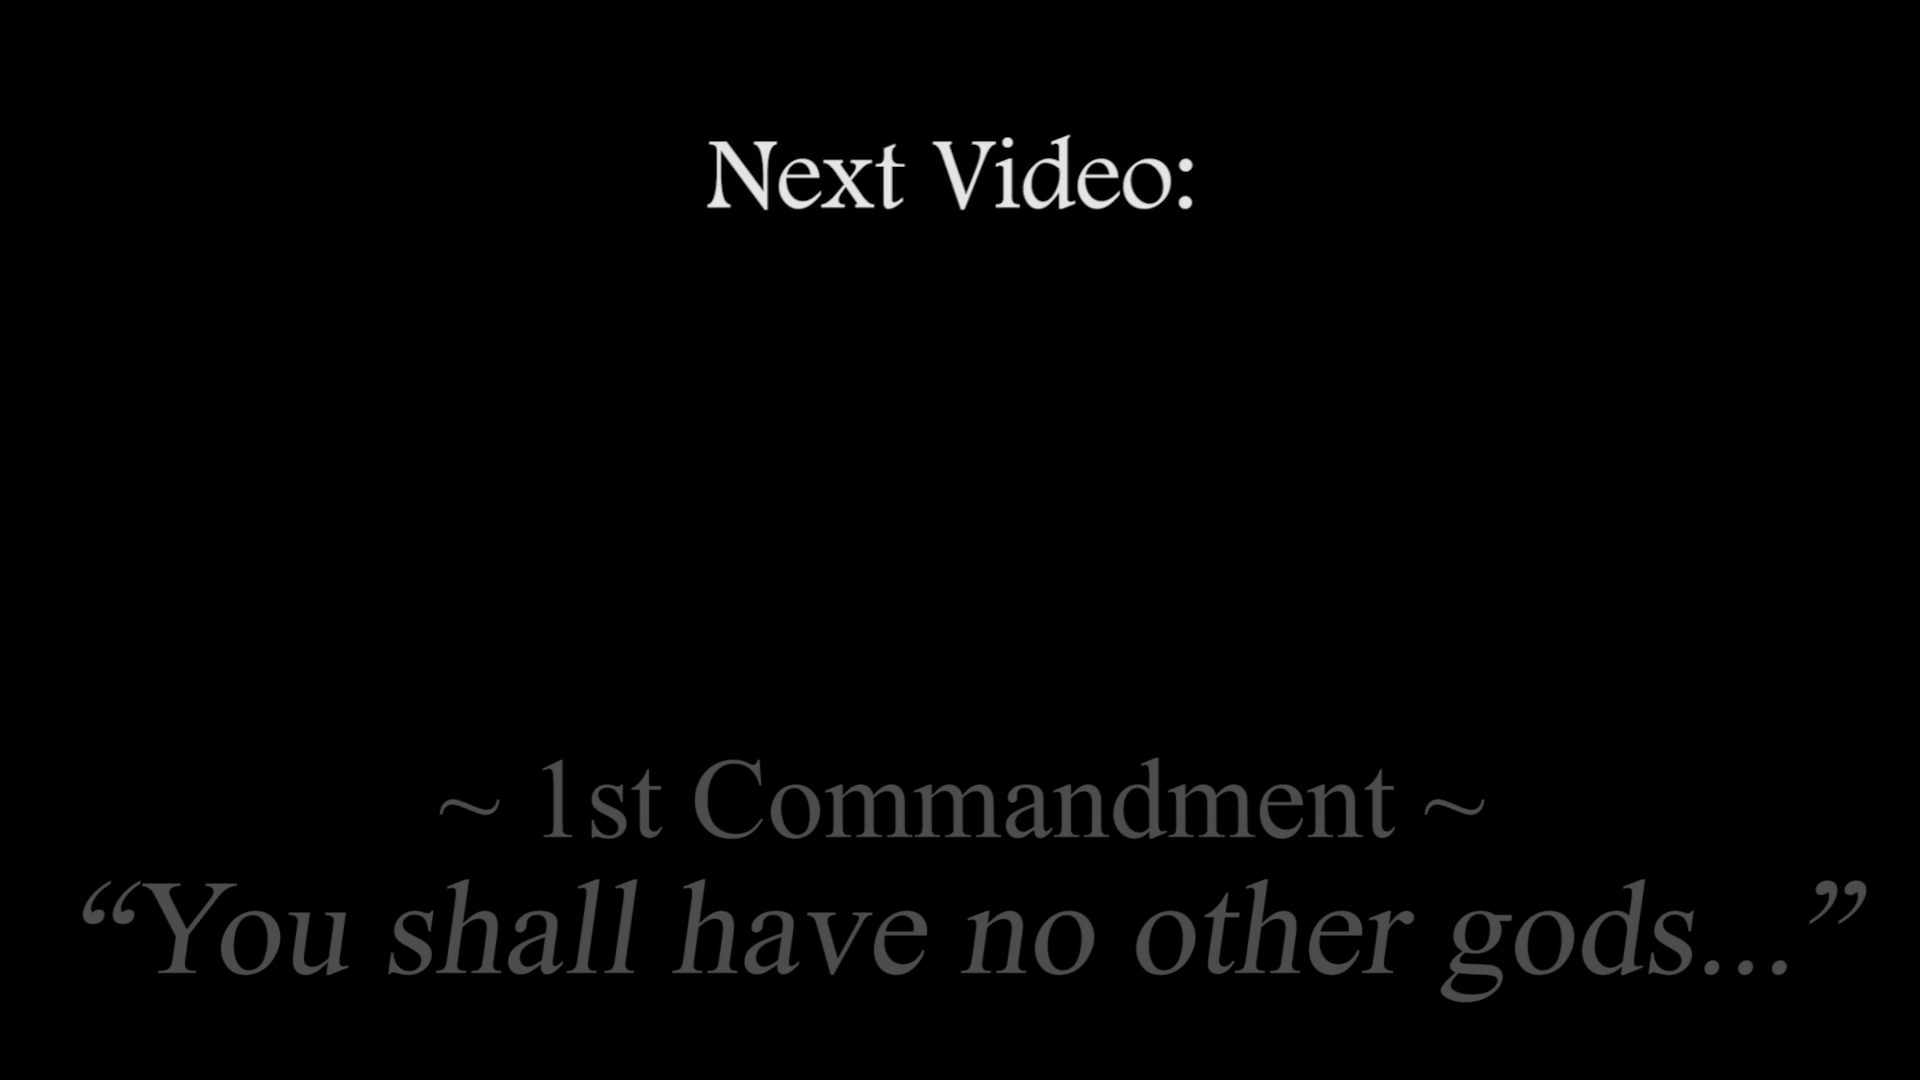 Next Video:
~ 1st Commandment ~
“You shall have no other gods...”